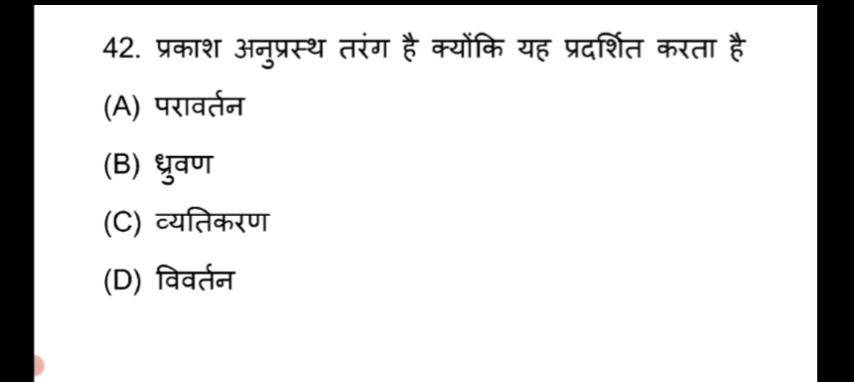 42. प्रकाश अनुप्रस्थ तरंग है क्योंकि यह प्रदर्शित करता है
(A) परावर्तन
(B) ध्रुवण
(C) व्यतिकरण
(D) विवर्तन